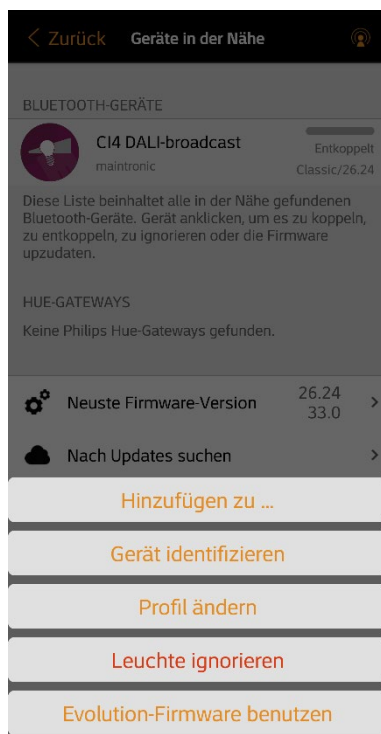 < Zurück Geräte in der Nähe
BLUETOOTH-GERÄTE
CI4 DALI-broadcast
maintronic
Entkoppelt
Classic/26.24
Diese Liste beinhaltet alle in der Nähe gefundenen
Bluetooth-Geräte. Gerät anklicken, um es zu koppeln,
zu entkoppeln, zu ignorieren oder die Firmware
upzudaten.
HUE-GATEWAYS
Keine Philips Hue-Gateways gefunden.
Neuste Firmware-Version 26.24
33.0 >
Nach Updates suchen >
Hinzufügen zu ...
Gerät identifizieren
Profil ändern
Leuchte ignorieren
Evolution-Firmware benutzen